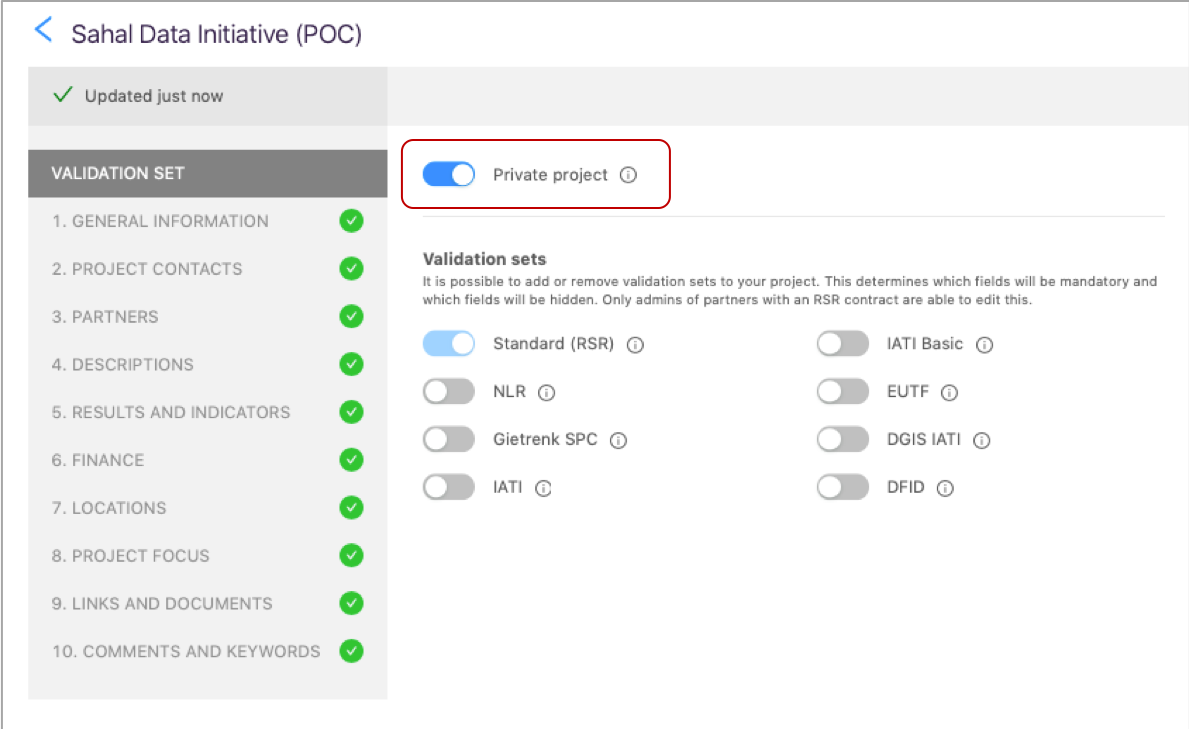 Sahal Data Initiative (POC)
Updated just now
VALIDATION SET
1. GENERAL INFORMATION
2. PROJECT CONTACTS
3. PARTNERS
4. DESCRIPTIONS
5. RESULTS AND INDICATORS
6. FINANCE
7. LOCATIONS
8. PROJECT FOCUS
9. LINKS AND DOCUMENTS
10. COMMENTS AND KEYWORDS
Private project
Validation sets
It is possible to add or remove validation sets to your project. This determines which fields will be mandatory and
which fields will be hidden. Only admins of partners with an RSR contract are able to edit this.
Standard (RSR)
IATI Basic
NLR
EUTF
Gietrenk SPC
DGIS IATI
IATI
DFID